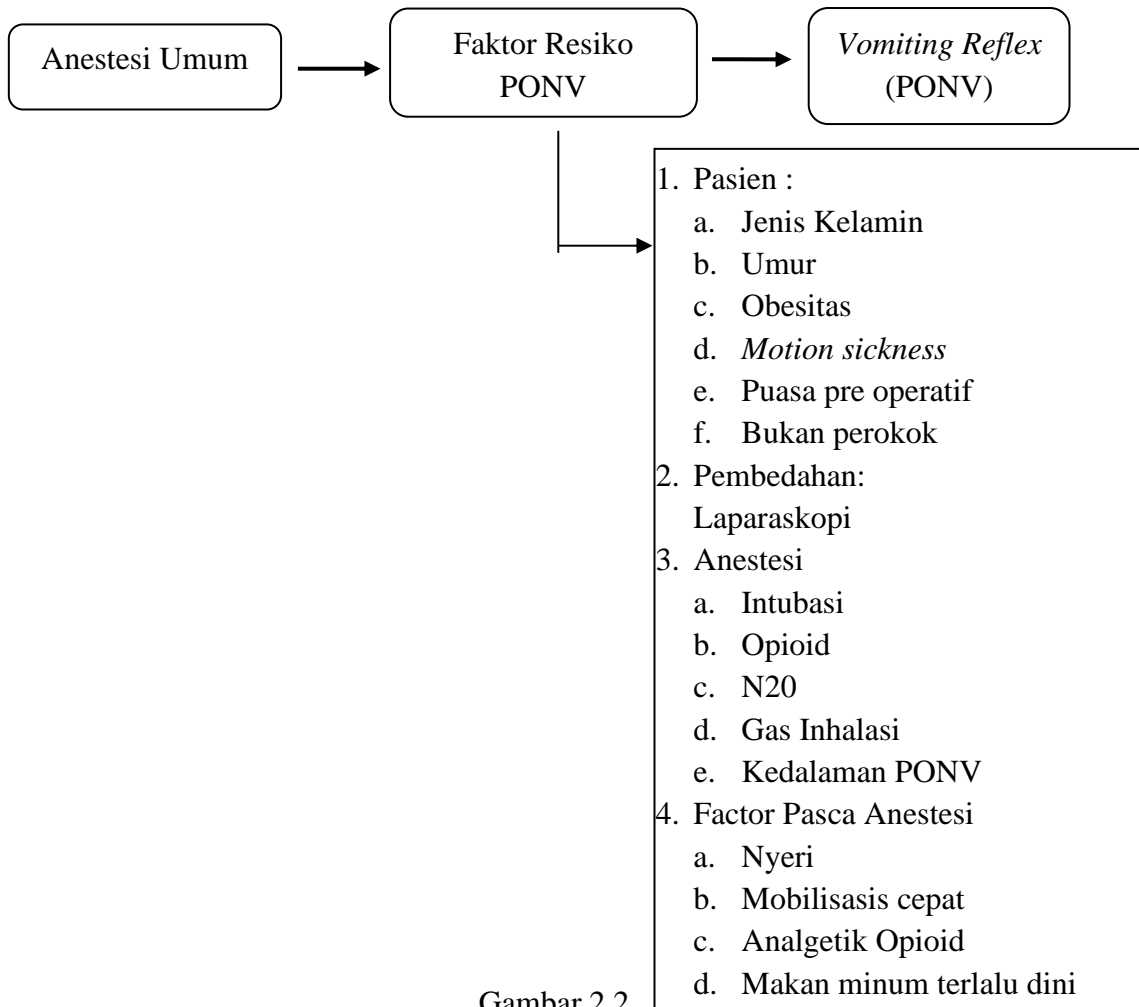 Anestesi Umum
Faktor Resiko
PONV
Vomiting Reflex
(PONV)
1. Pasien :
a. Jenis Kelamin
b. Umur
c. Obesitas
d. Motion sickness
e. Puasa pre operatif
f. Bukan perokok
2. Pembedahan:
Laparaskopi
3. Anestesi
a. Intubasi
b. Opioid
c. N20
d. Gas Inhalasi
e. Kedalaman PONV
4. Factor Pasca Anestesi
a. Nyeri
b. Mobilisasis cepat
c. Analgetik Opioid
d. Makan minum terlalu dini
Gambar 2.2